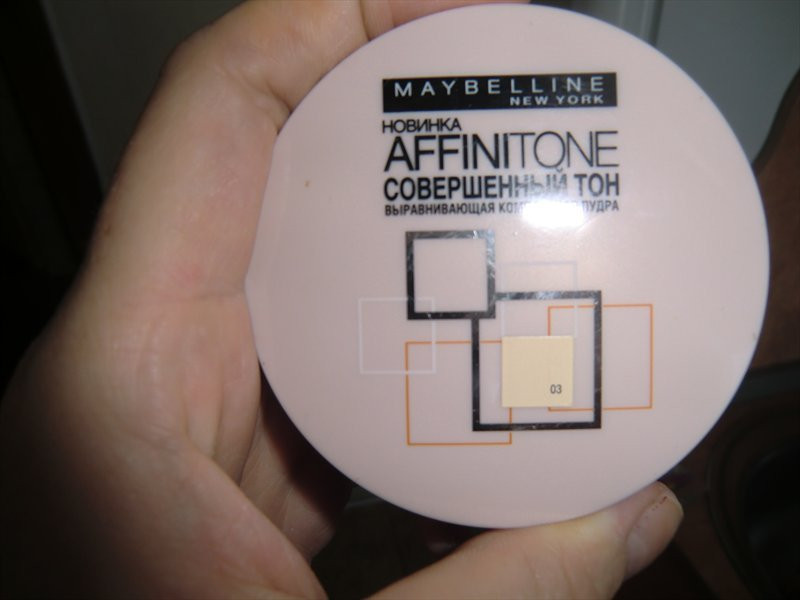 MAYBELLINE
NEW YORK
НОВИНКА
AFFINITONE
СОВЕРШЕННЫЙ ТОН
ВЫРАВНИВАЮЩАЯ ПУДРА
03